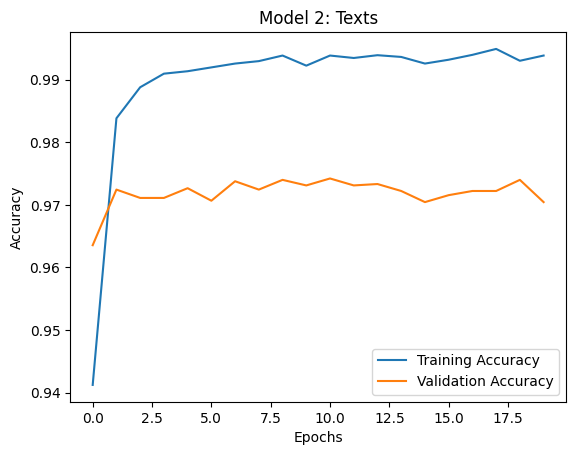 Model 2: Texts
Accuracy
0.99
0.98
0.97
0.96
0.95
0.94
0.0 2.5 5.0 7.5 10.0 12.5 15.0 17.5
Epochs
Training Accuracy
Validation Accuracy